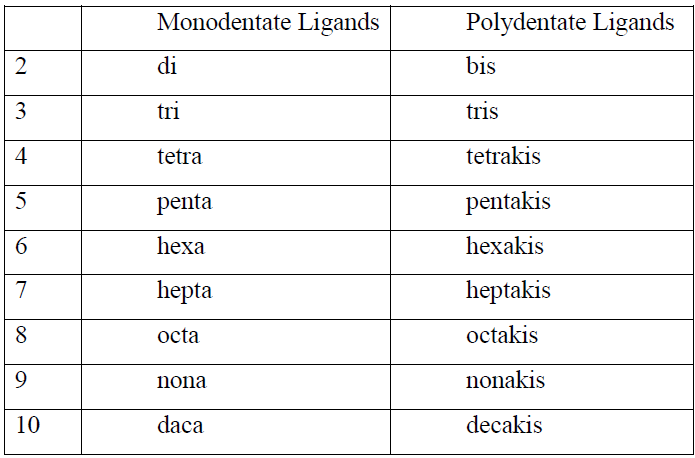 Monodentate Ligands Polydentate Ligands
2 di bis
3 tri tris
4 tetra tetrakis
5 penta pentakis
6 hexa hexakis
7 hepta heptakis
8 octa octakis
9 nona nonakis
10 daca decakis